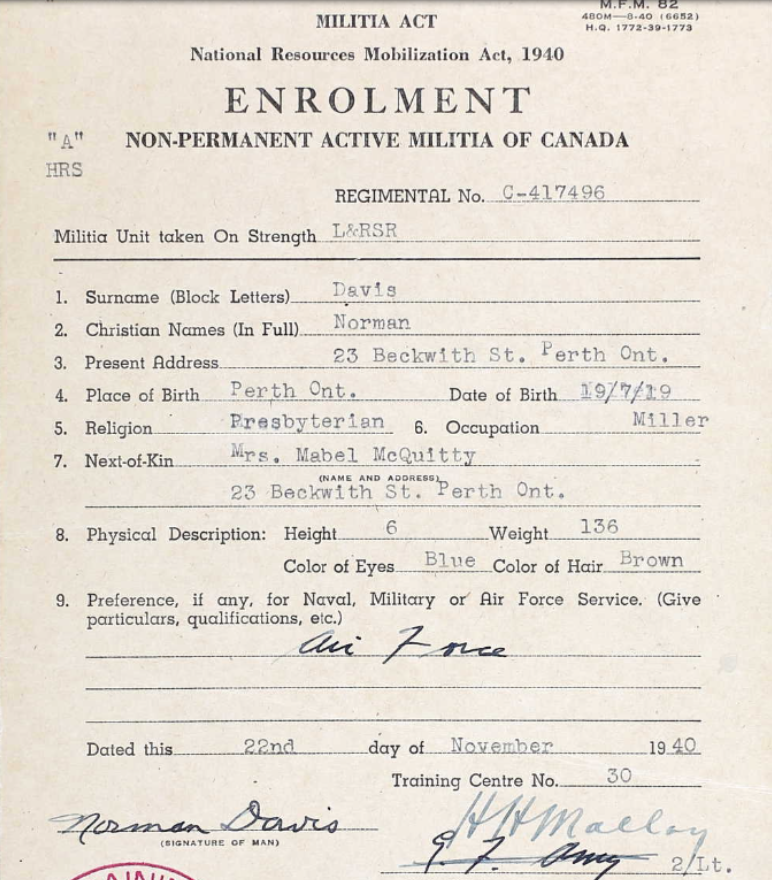 M.F.M. 82
MILITIA ACT
480M—8-40 (6652)
H.Q. 1772-39-1773
National Resources Mobilization Act, 1940
ENROLMENT
"A" NON-PERMANENT ACTIVE MILITIA OF CANADA
HRS
REGIMENTAL No. C-417496
Militia Unit taken On Strength L&RSR
1. Surname (Block Letters) Davis
2. Christian Names (In Full) Norman
3. Present Address 23 Beckwith St. Perth Ont.
4. Place of Birth Perth Ont. Date of Birth 19/7/19
5. Religion Presbyterian 6. Occupation Miller
7. Next-of-Kin Mrs. Mabel McQuitty
(NAME AND ADDRESS)
23 Beckwith St. Perth Ont.
8. Physical Description: Height 6 Weight 136
Color of Eyes Blue Color of Hair Brown
9. Preference, if any, for Naval, Military or Air Force Service. (Give
particulars, qualifications, etc.)
Air Force
Dated this 22nd day of November 1940
Training Centre No. 30
Norman Davis
(SIGNATURE OF MAN)
2/Lt.